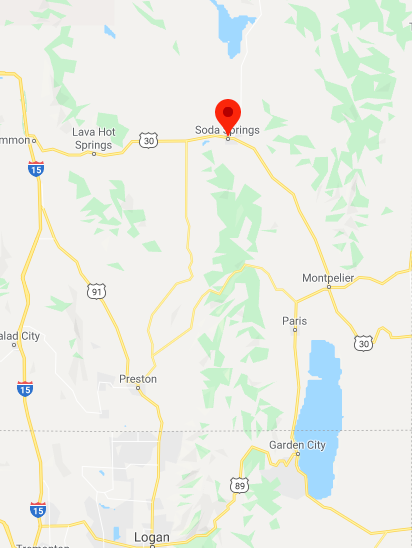 Soda Springs
Lava Hot
Springs
30
mmon
15
Montpelier
91
Paris
alad City
30
Preston
15
Garden City
89
15
Logan
Tremonton